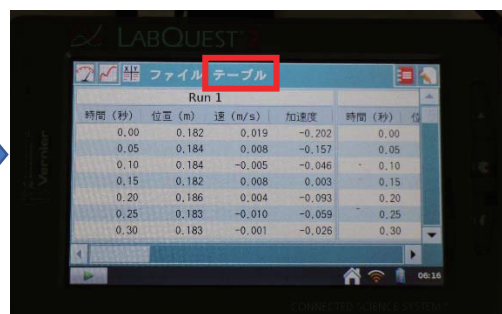 LABQUEST 2
ファイル テーブル
Run 1
時間 (秒) 位置 (m) 速 (m/s) 加速度 時間 (秒) 位
0.00 0.182 0.019 -0.202 0.00
0.05 0.184 0.008 -0.157 0.05
0.10 0.184 -0.005 -0.046 0.10
0.15 0.182 0.008 0.003 0.15
0.20 0.186 0.004 -0.093 0.20
0.25 0.183 -0.010 -0.059 0.25
0.30 0.183 -0.001 -0.026 0.30
06:16
Vernier
CONNECTED SCIENCE SYSTEM